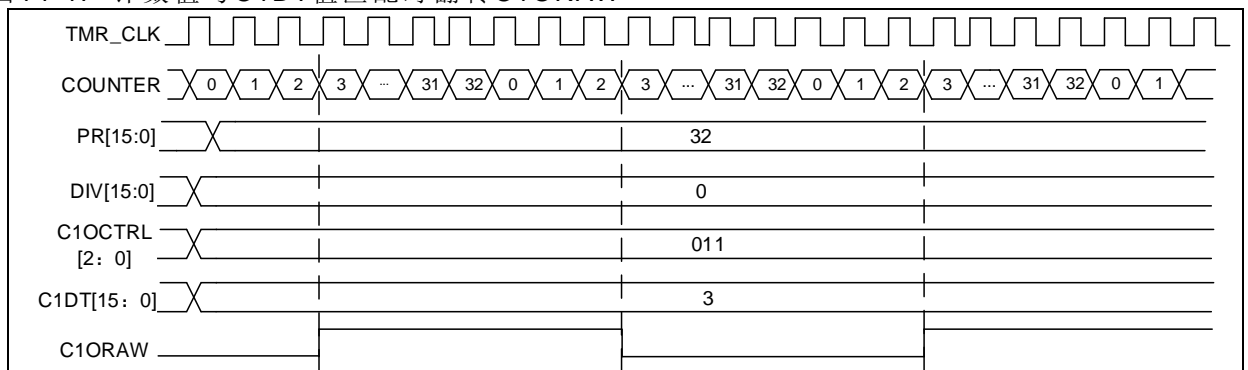 TMR_CLK
COUNTER 0 1 2 3 ... 31 32 0 1 2 3 ... 31 32 0 1 2 3 ... 31 32 0 1
PR[15:0] 32
DIV[15:0] 0
C1OCTRL
[2：0] 011
C1DT[15：0] 3
C1ORAW